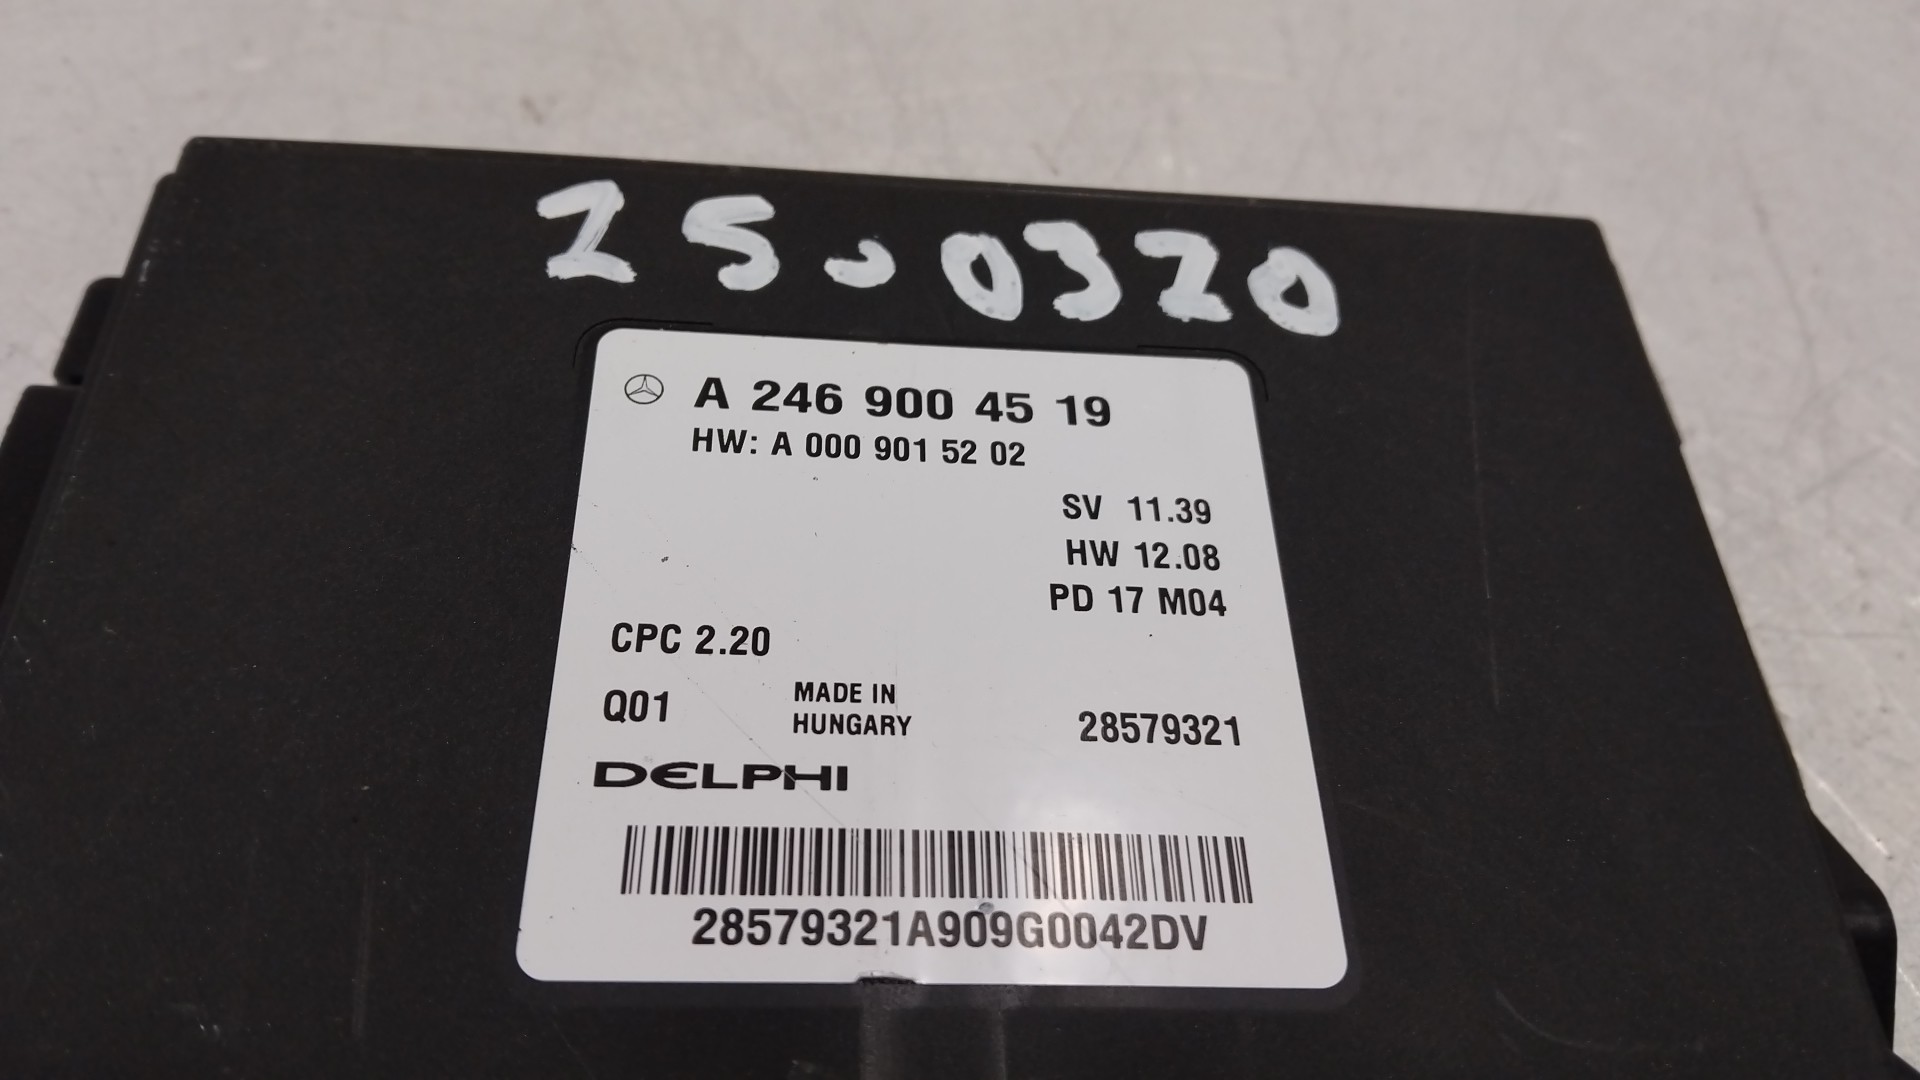 25-0320
A 246 900 45 19
HW: A 000 901 52 02
SV 11.39
HW 12.08
PD 17 M04
CPC 2.20
Q01
MADE IN
HUNGARY
28579321
DELPHI
28579321A909G0042DV